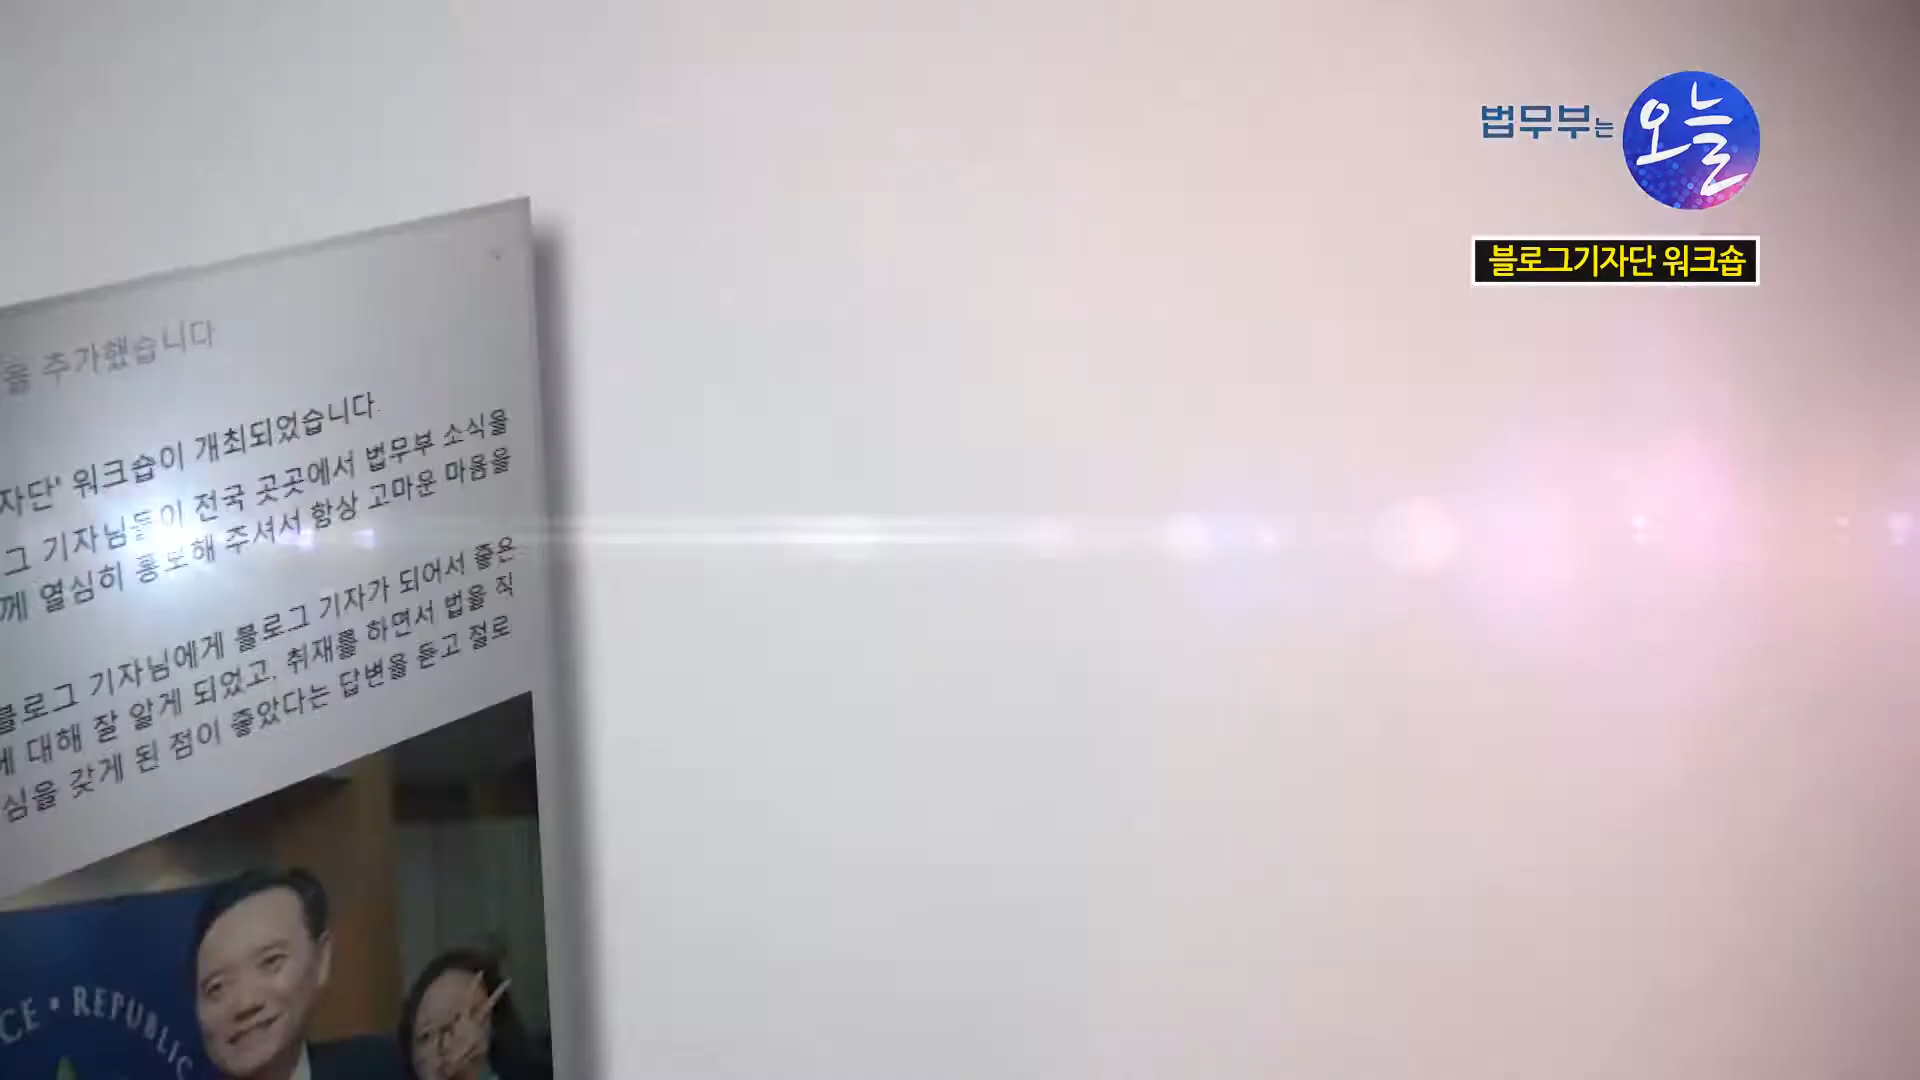 법무부는 오늘
블로그기자단 워크숍
을 추가했습니다
자단" 워크숍이 개최되었습니다.
그 기자님들이 전국 곳곳에서 법무부 소식을
께 열심히 홍보해 주셔서 항상 고마운 마음을
블로그 기자님에게 블로그 기자가 되어서 좋은
에 대해 잘 알게 되었고, 취재를 하면서 법을 직
심을 갖게 된 점이 좋았다는 답변을 듣고 절로
CE • REPUBLIC